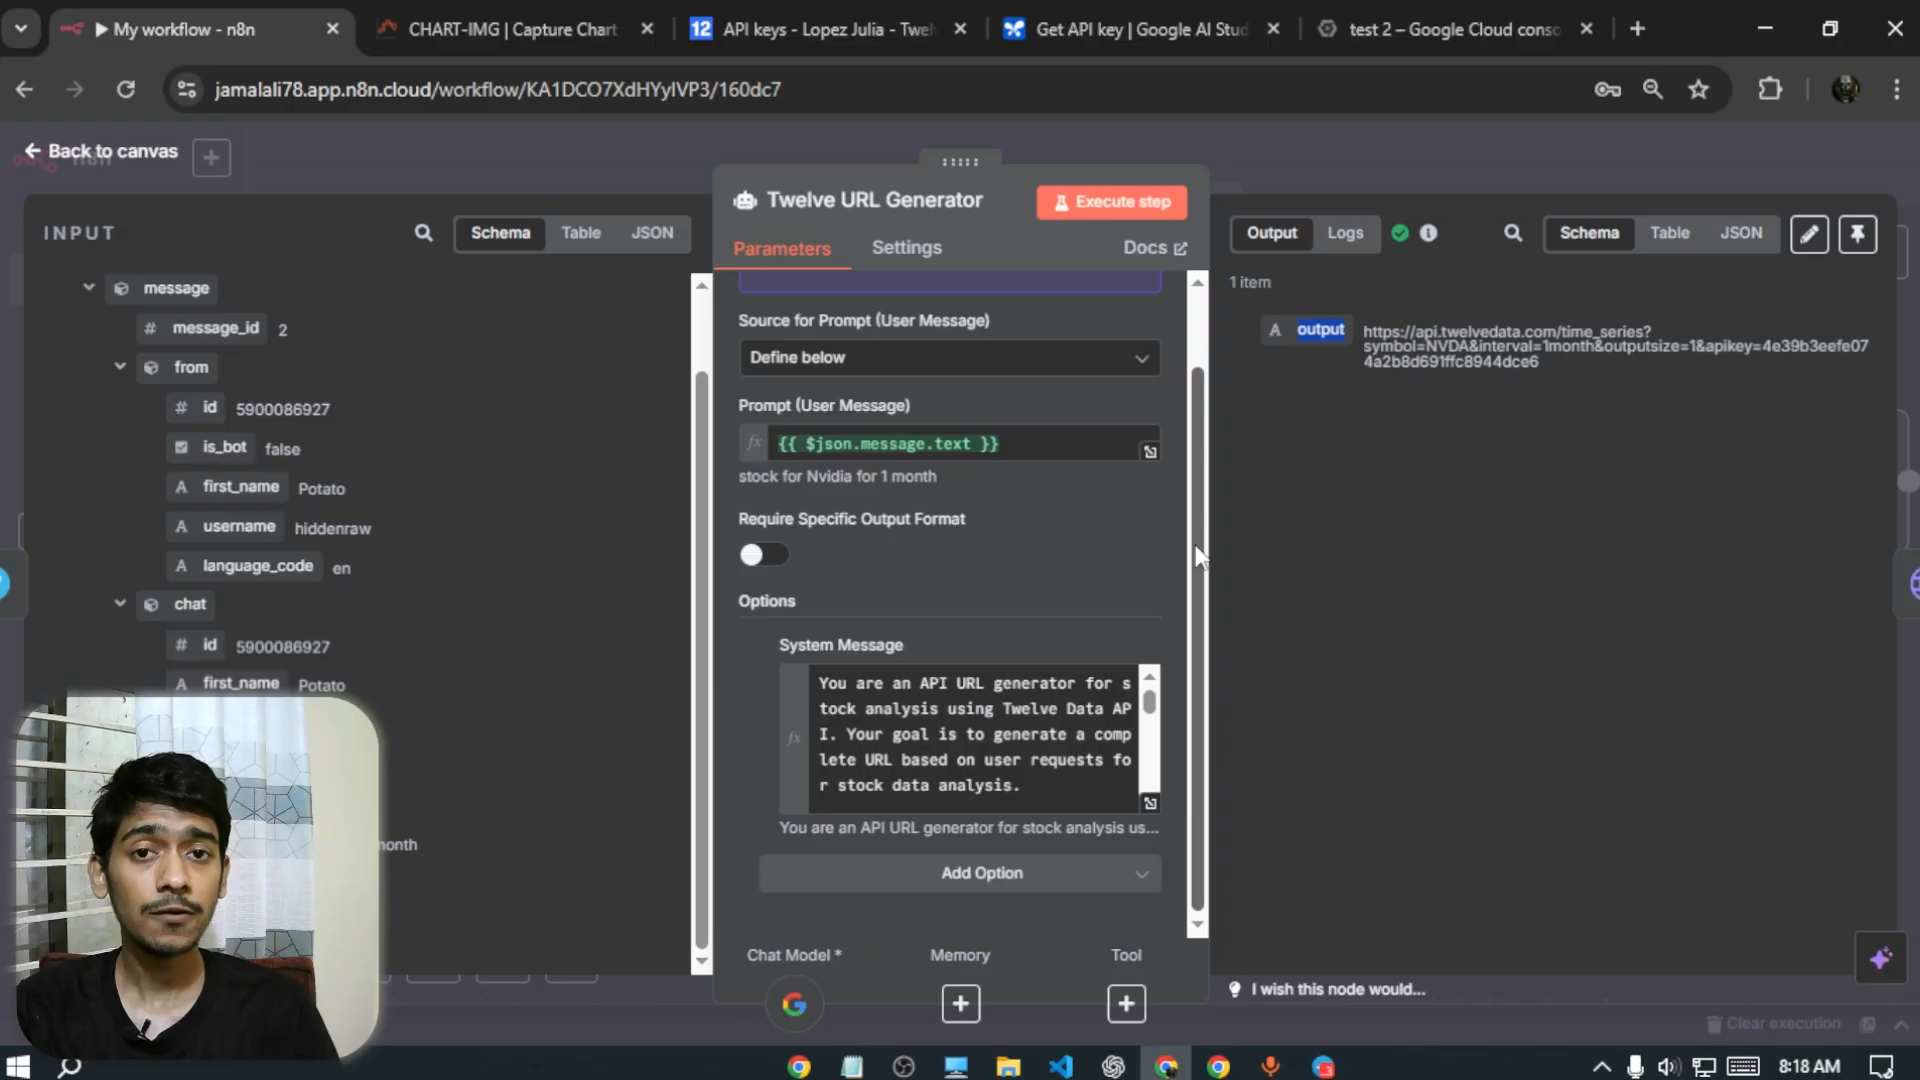 My workflow - n8n
CHART-IMG | Capture Chart
12
API keys - Lopez Julia - Twel
Get API key | Google AI Stud
test 2 – Google Cloud conso
jamalali78.app.n8n.cloud/workflow/KA1DCO7XdHYyIVP3/160dc7
Back to canvas
INPUT
Schema
Table
JSON
message
# message_id 2
from
# id 5900086927
is_bot false
A first_name Potato
A username hiddenraw
A language_code en
chat
# id 5900086927
A first_name Potato
month
Twelve URL Generator
Execute step
Parameters
Settings
Docs
Source for Prompt (User Message)
Define below
Prompt (User Message)
fx {{ $json.message.text }}
stock for Nvidia for 1 month
Require Specific Output Format
Options
System Message
fx
You are an API URL generator for s
tock analysis using Twelve Data AP
I. Your goal is to generate a comp
lete URL based on user requests fo
r stock data analysis.
You are an API URL generator for stock analysis us...
Add Option
Chat Model *
Memory
Tool
Output
Logs
Schema
Table
JSON
1 item
A output
https://api.twelvedata.com/time_series?
symbol=NVDA&interval=1month&outputsize=1&apikey=4e39b3eefe07
4a2b8d691ffc8944dce6
I wish this node would...
Clear execution
8:18 AM